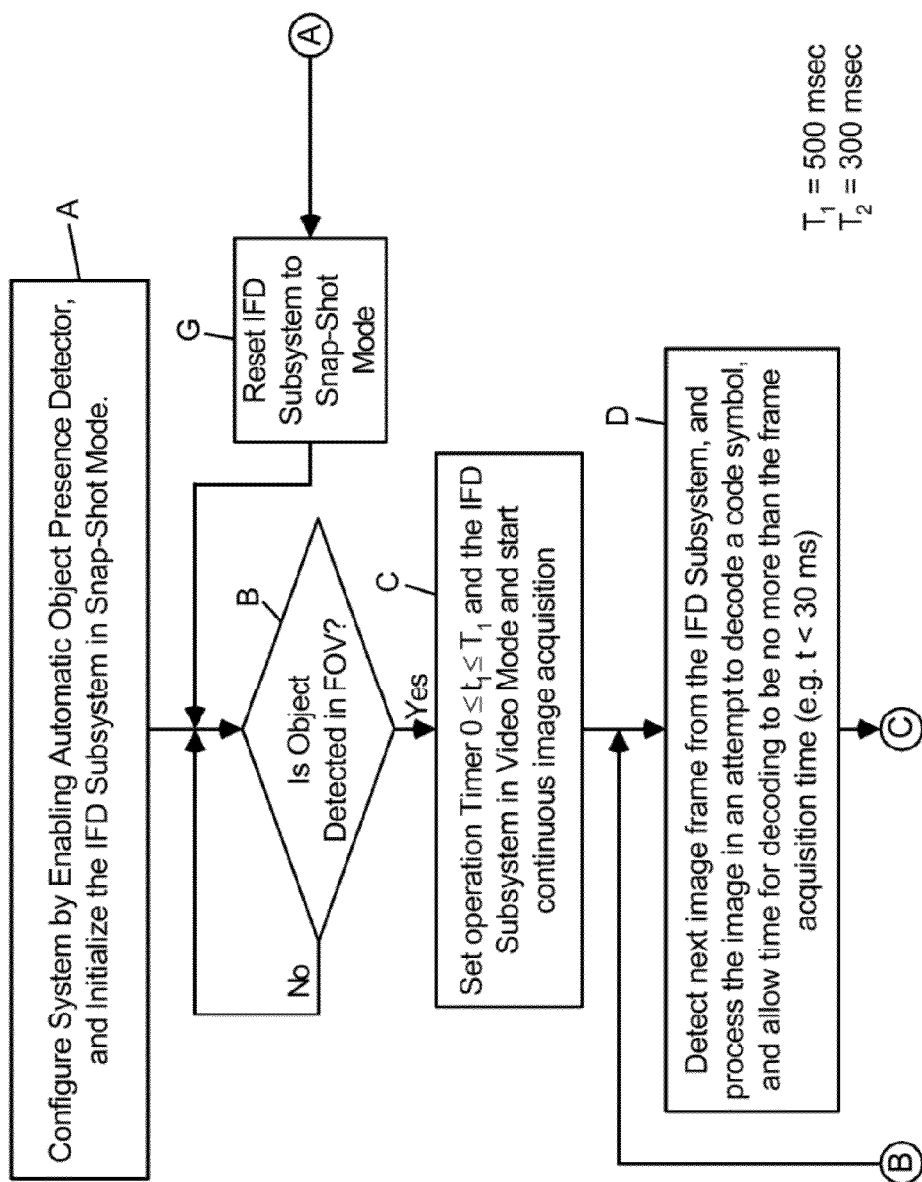 A
Configure System by Enabling Automatic Object Presence Detector,
and Initialize the IFD Subsystem in Snap-Shot Mode.
G
Reset IFD
Subsystem to
Snap-Shot
Mode
A
B
Is Object
Detected in FOV?
No
Yes
C
Set operation Timer 0 ≤ t₁ ≤ T₁ and the IFD
Subsystem in Video Mode and start
continuous image acquisition
D
Detect next image frame from the IFD Subsystem, and
process the image in an attempt to decode a code symbol,
and allow time for decoding to be no more than the frame
acquisition time (e.g. t < 30 ms)
B
C
T₁ = 500 msec
T₂ = 300 msec